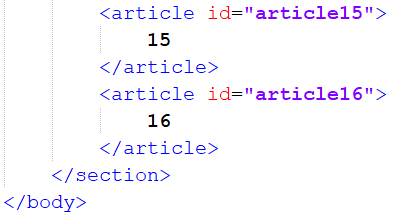 <article id="article15">
15
</article>
<article id="article16">
16
</article>
</section>
</body>